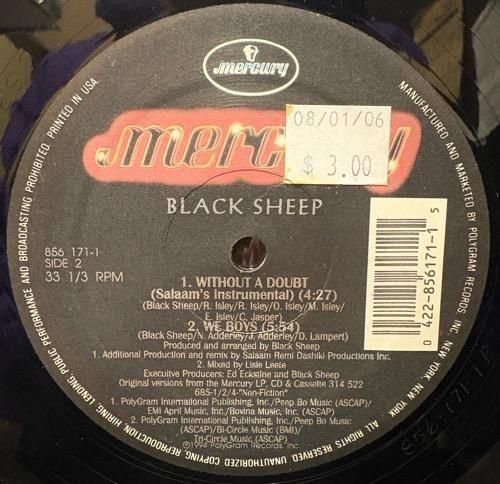 mercury
mercury
08/01/06
$ 3.00
BLACK SHEEP
856 171-1
SIDE 2
33 1/3 RPM
1. WITHOUT A DOUBT
(Salaam's Instrumental) (4:27)
(Black Sheep/R. Isley/R. Isley/O. Isley/M. Isley/
E. Isley/C. Jasper)
2. WE BOYS (5:54)
(Black Sheep/N. Adderley/J. Adderley/D. Lampert)
Produced and arranged by Black Sheep
1. Additional Production and remix by Salaam Remi Dashiki Productions Inc.
2. Mixed by Lisle Leete
Executive Producers: Ed Eckstine and Black Sheep
Original versions from the Mercury LP, CD & Cassette 314 522
685-1/2/4-"Non-Fiction"
1. PolyGram International Publishing, Inc./Peep Bo Music (ASCAP)/
EMI April Music, Inc./Bovina Music, Inc. (ASCAP)
2. PolyGram International Publishing, Inc./Peep Bo Music
(ASCAP)/Bi-Circle Music (BMI)/
Tri-Circle Music (ASCAP)
℗1994 PolyGram Records, Inc.
0 422-856171-1 5
MANUFACTURED AND MARKETED BY POLYGRAM RECORDS, INC. NEW YORK, NEW YORK
ALL RIGHTS RESERVED. UNAUTHORIZED COPYING, REPRODUCTION, HIRING, LENDING, PUBLIC PERFORMANCE AND BROADCASTING PROHIBITED. PRINTED IN USA.